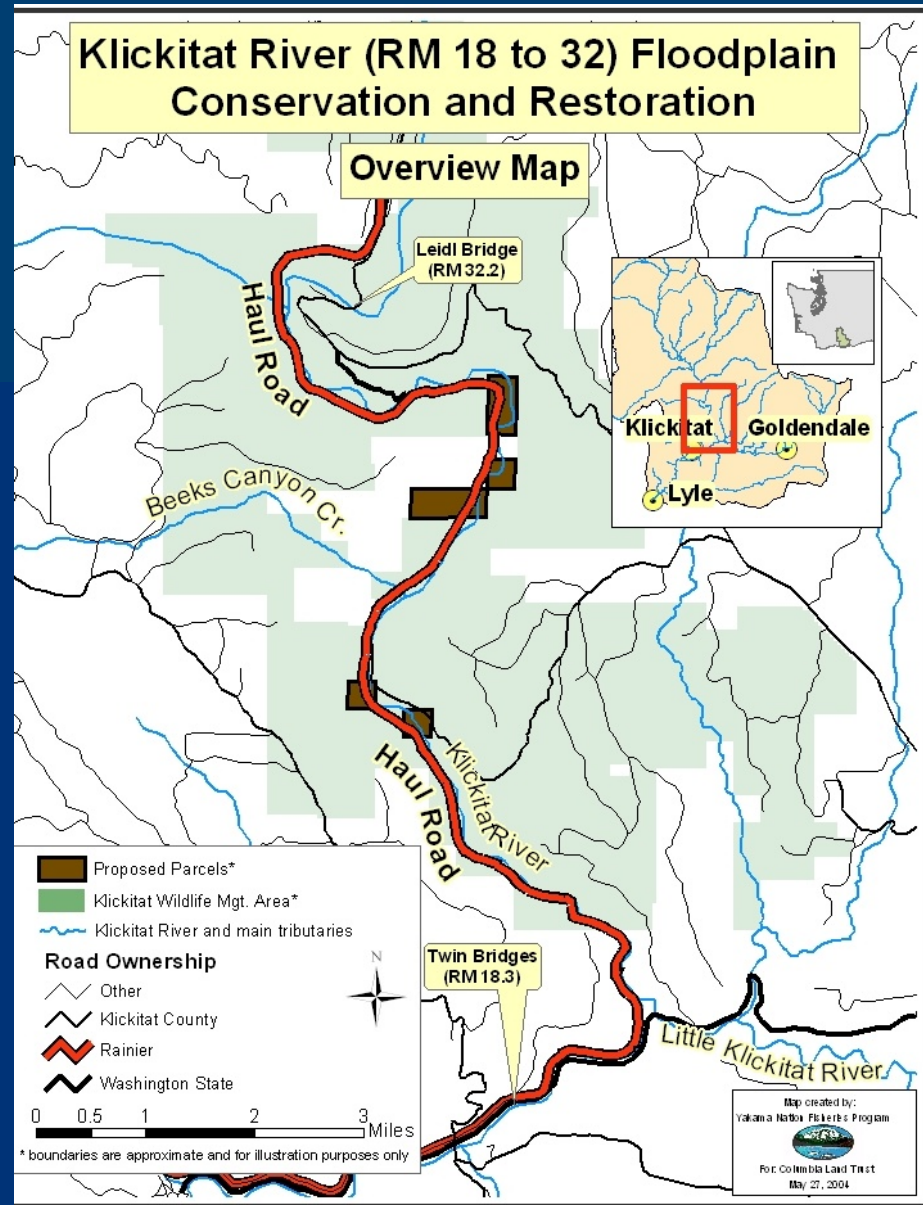 Klickitat River (RM 18 to 32) Floodplain
Conservation and Restoration
Overview Map
Leidl Bridge
(RM 32.2)
Haul Road
Klickitat
Goldendale
Lyle
Beeks Canyon Cr.
Klickitat River
Haul Road
Proposed Parcels*
Klickitat Wildlife Mgt. Area*
Klickitat River and main tributaries
Road Ownership
N
Other
Klickitat County
Rainier
Washington State
0 0.5 1 2 3
Miles
* boundaries are approximate and for illustration purposes only
Twin Bridges
(RM 18.3)
Little Klickitat River
Map created by:
Yakama Nation Fisheries Program
For: Columbia Land Trust
May 27, 2004